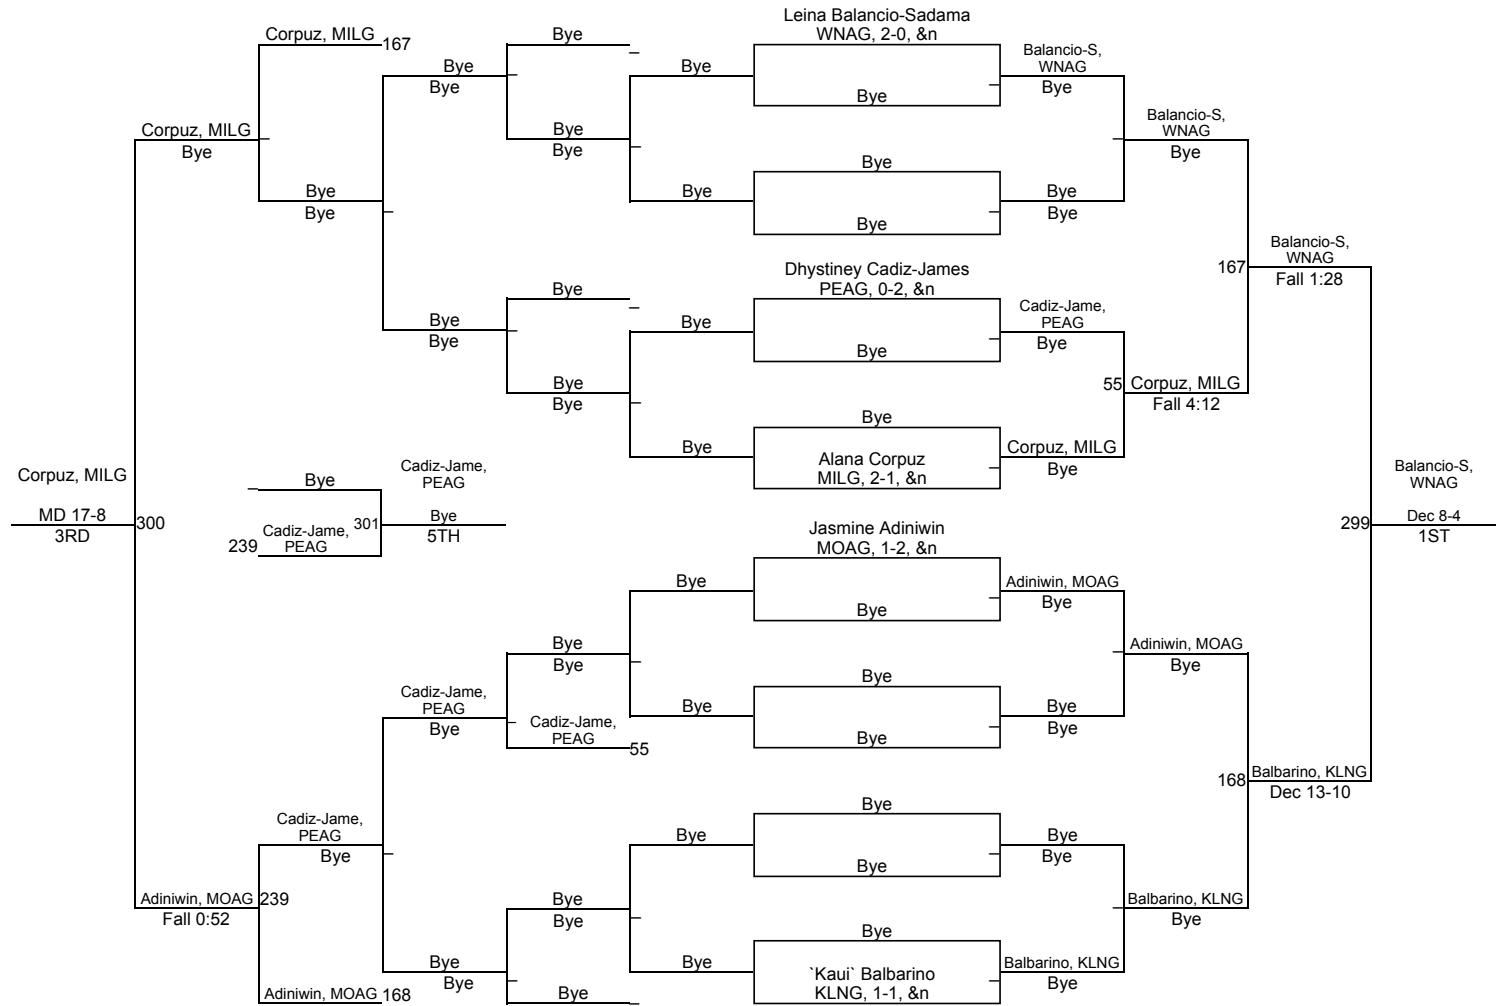 Leina Balancio-Sadama
WNAG, 2-0, &n
Corpuz, MILG
167
Bye
Balancio-S,
WNAG
Bye
Bye
Bye
Bye
Bye
Balancio-S,
WNAG
Corpuz, MILG
Bye
Bye
Bye
Bye
Bye
Bye
Bye
Bye
Bye
Bye
Bye
Bye
Balancio-S,
WNAG
167
Fall 1:28
Dhystiney Cadiz-James
PEAG, 0-2, &n
Bye
Cadiz-Jame,
PEAG
Bye
Bye
Bye
Bye
Bye
Bye
Bye
55
Corpuz, MILG
Fall 4:12
Bye
Bye
Corpuz, MILG
Alana Corpuz
MILG, 2-1, &n
Bye
Corpuz, MILG
Bye
Cadiz-Jame,
PEAG
Balancio-S,
WNAG
MD 17-8
3RD
300
Cadiz-Jame,
PEAG
239
301
Bye
5TH
Jasmine Adiniwin
MOAG, 1-2, &n
299
Dec 8-4
1ST
Bye
Adiniwin, MOAG
Bye
Bye
Bye
Bye
Adiniwin, MOAG
Bye
Bye
Cadiz-Jame,
PEAG
Bye
Cadiz-Jame,
PEAG
55
Bye
Bye
Bye
Bye
168
Balbarino, KLNG
Dec 13-10
Bye
Cadiz-Jame,
PEAG
Bye
Bye
Bye
Bye
Bye
Adiniwin, MOAG
239
Fall 0:52
Bye
Bye
Balbarino, KLNG
Bye
Bye
Bye
Bye
Bye
`Kaui` Balbarino
KLNG, 1-1, &n
Balbarino, KLNG
Bye
Adiniwin, MOAG
168
Bye